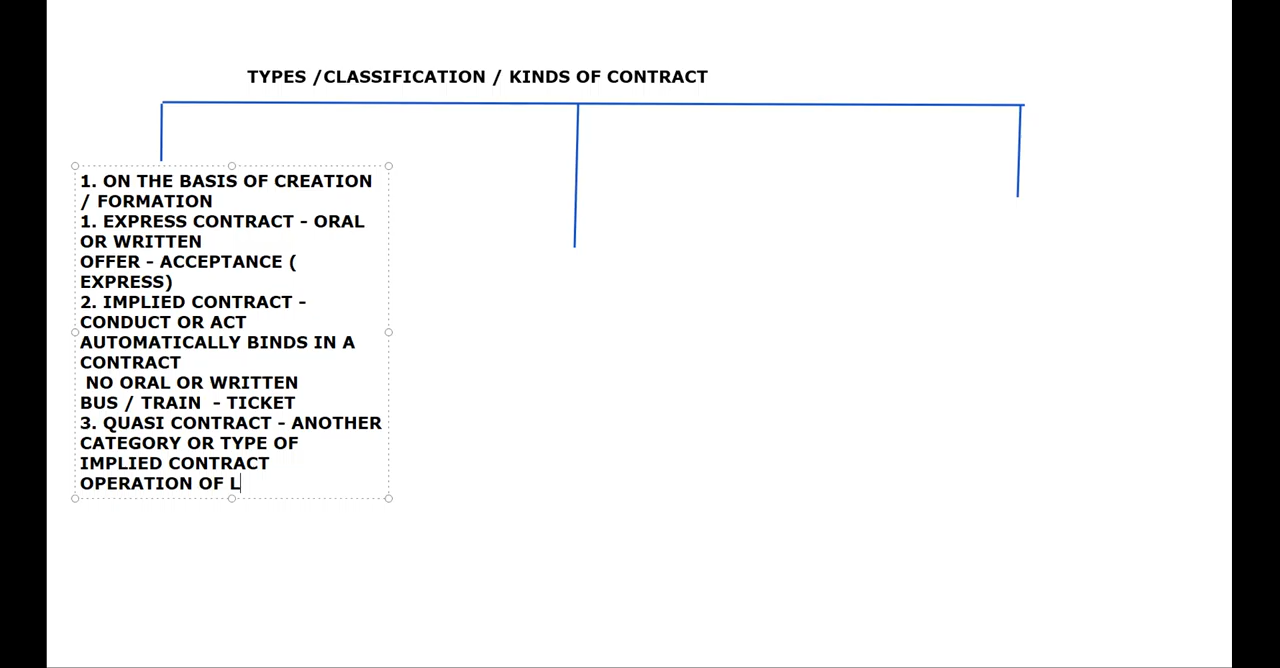 TYPES /CLASSIFICATION / KINDS OF CONTRACT
1. ON THE BASIS OF CREATION
/ FORMATION
1. EXPRESS CONTRACT - ORAL
OR WRITTEN
OFFER - ACCEPTANCE (
EXPRESS)
2. IMPLIED CONTRACT -
CONDUCT OR ACT
AUTOMATICALLY BINDS IN A
CONTRACT
NO ORAL OR WRITTEN
BUS / TRAIN  - TICKET
3. QUASI CONTRACT - ANOTHER
CATEGORY OR TYPE OF
IMPLIED CONTRACT
OPERATION OF L